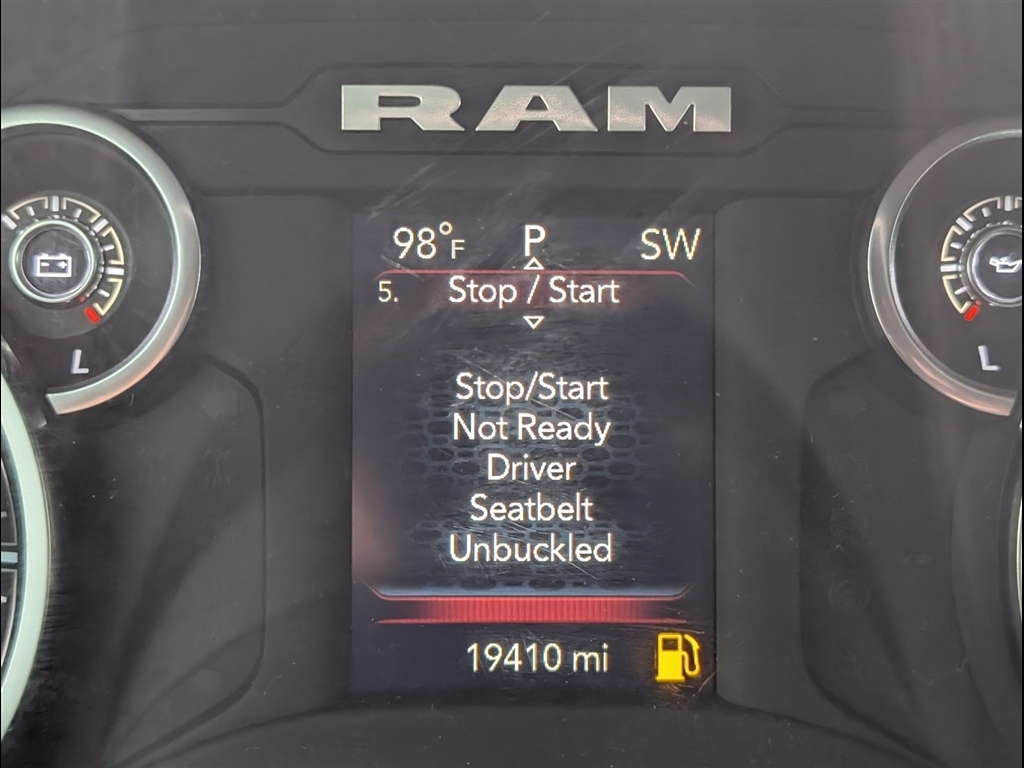 RAM
98°F P SW
5. Stop / Start
Stop/Start
Not Ready
Driver
Seatbelt
Unbuckled
19410 mi
L
L